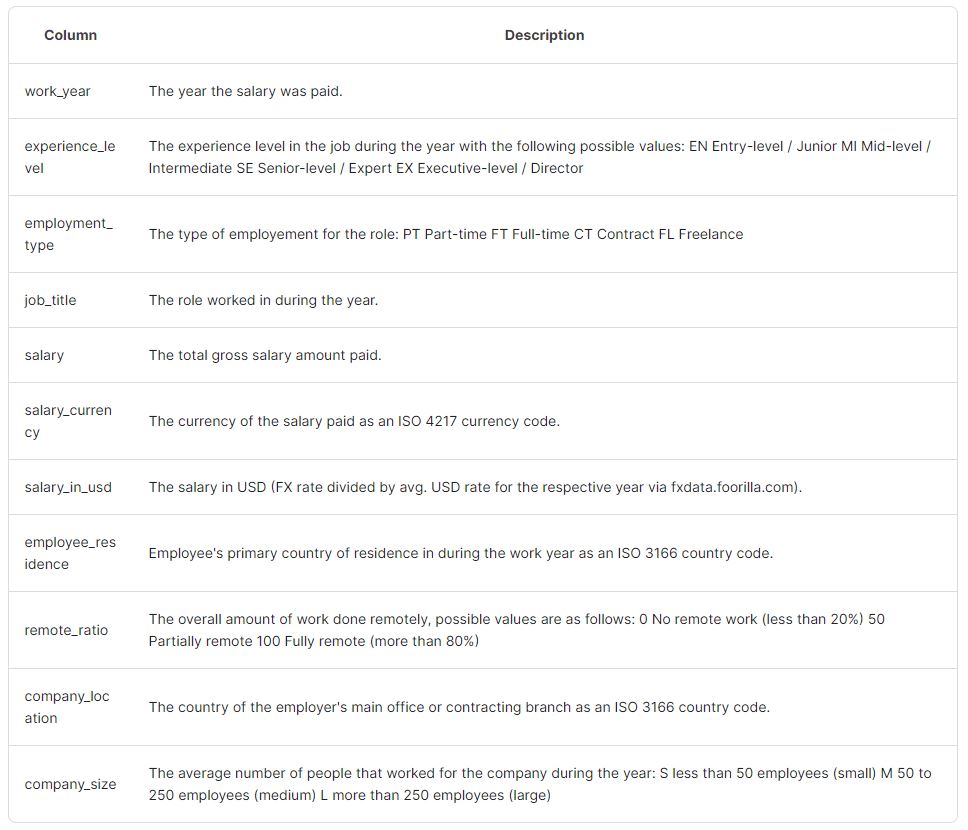 Column Description
work_year The year the salary was paid.
experience_le The experience level in the job during the year with the following possible values: EN Entry-level / Junior MI Mid-level /
vel Intermediate SE Senior-level / Expert EX Executive-level / Director
employment_
type The type of employement for the role: PT Part-time FT Full-time CT Contract FL Freelance
job_title The role worked in during the year.
salary The total gross salary amount paid.
salary_curren
cy The currency of the salary paid as an ISO 4217 currency code.
salary_in_usd The salary in USD (FX rate divided by avg. USD rate for the respective year via fxdata.foorilla.com).
employee_res
idence Employee's primary country of residence in during the work year as an ISO 3166 country code.
remote_ratio The overall amount of work done remotely, possible values are as follows: 0 No remote work (less than 20%) 50
Partially remote 100 Fully remote (more than 80%)
company_loc
ation The country of the employer's main office or contracting branch as an ISO 3166 country code.
company_size The average number of people that worked for the company during the year: S less than 50 employees (small) M 50 to
250 employees (medium) L more than 250 employees (large)